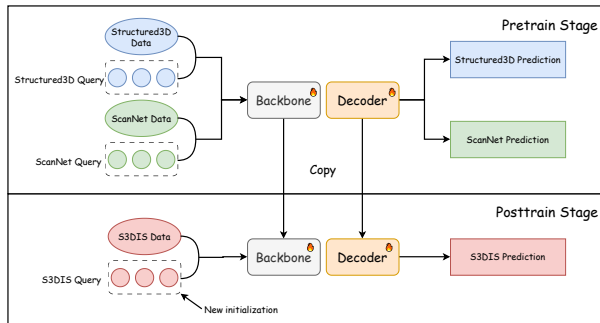 Pretrain Stage
Structured3D
Data
Structured3D Query
ScanNet Data
ScanNet Query
Backbone
Decoder
Structured3D Prediction
ScanNet Prediction
Copy
Posttrain Stage
S3DIS Data
S3DIS Query
Backbone
Decoder
S3DIS Prediction
New initialization